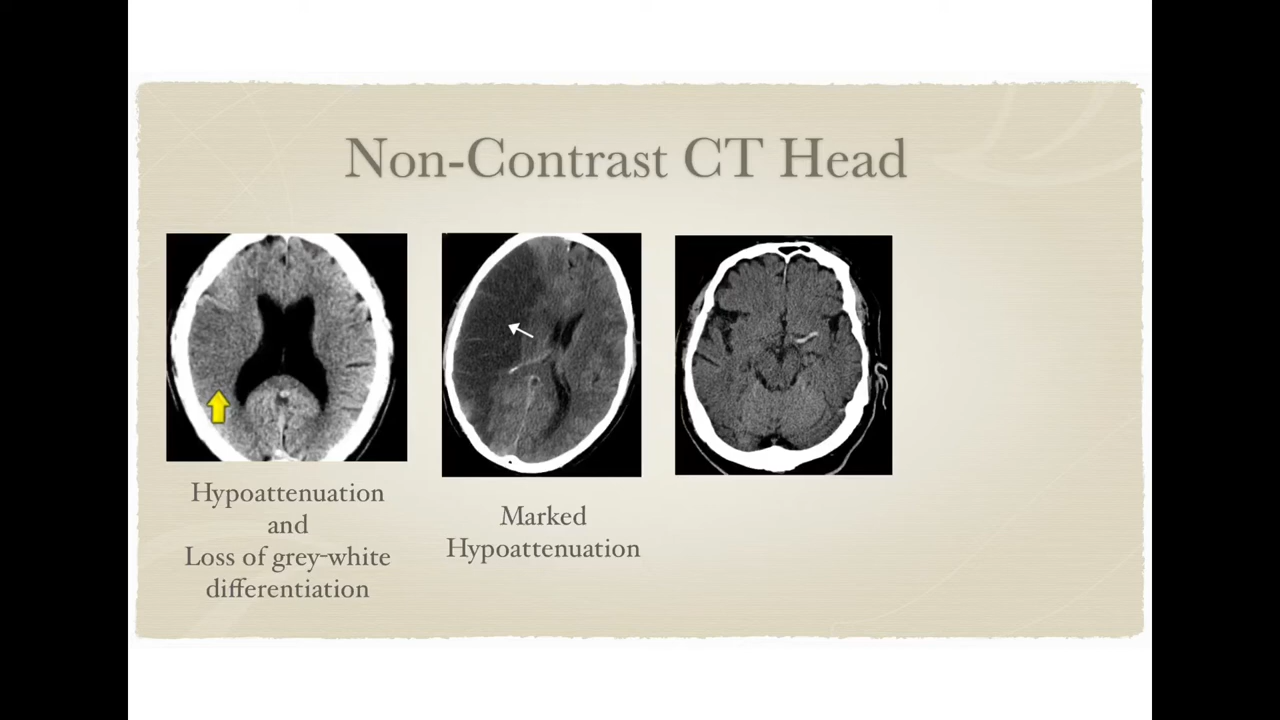 Non-Contrast CT Head
Hypoattenuation
and
Loss of grey-white
differentiation
Marked
Hypoattenuation